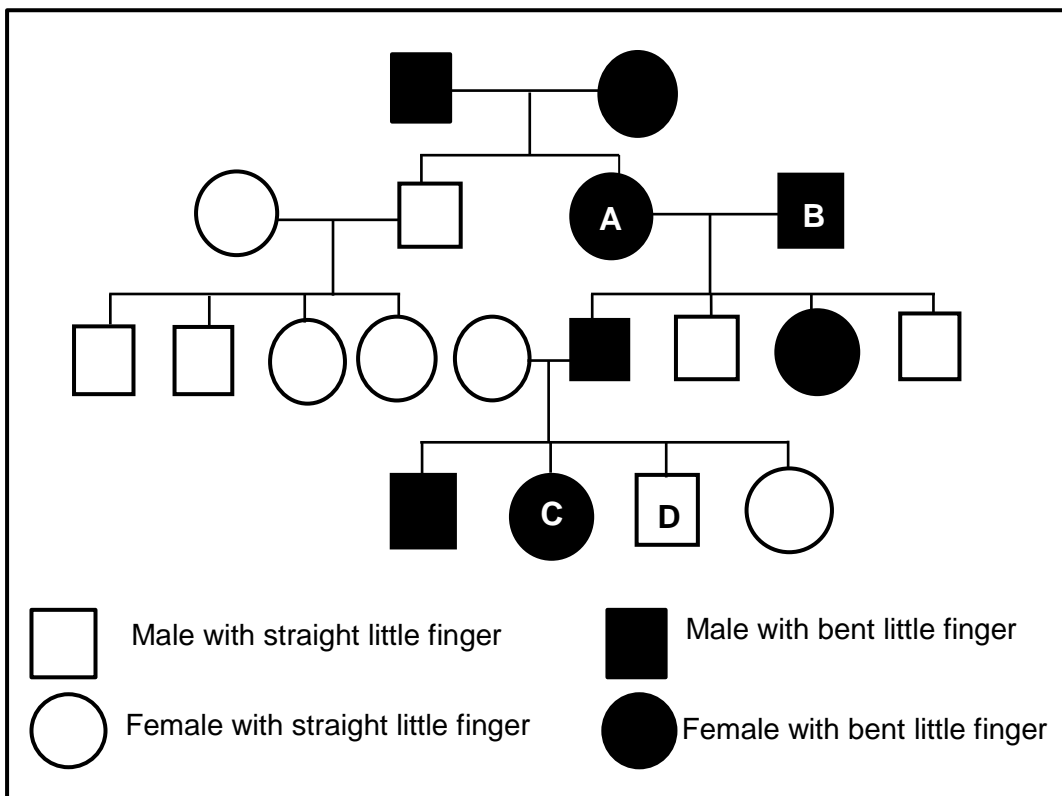 A
B
C
D
Male with straight little finger
Male with bent little finger
Female with straight little finger
Female with bent little finger